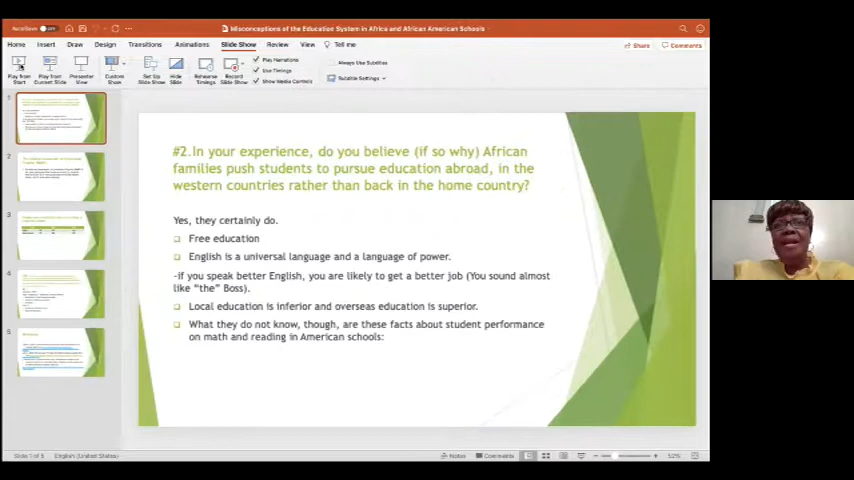 AutoSave
Misconceptions of the Education System in Africa and African American Schools
Home Insert Draw Design Transitions Animations Slide Show Review View Tell me
Share Comments
Play from Start
Play from Current Slide
Presenter View
Custom Show
Set Up Slide Show
Hide Slide
Rehearse Timings
Record Slide Show
Play Narrations
Use Timings
Show Media Controls
Always Use Subtitles
Subtitle Settings
1
2
3
4
5
#2.In your experience, do you believe (if so why) African
families push students to pursue education abroad, in the
western countries rather than back in the home country?
Yes, they certainly do.
Free education
English is a universal language and a language of power.
-if you speak better English, you are likely to get a better job (You sound almost
like "the" Boss).
Local education is inferior and overseas education is superior.
What they do not know, though, are these facts about student performance
on math and reading in American schools:
Slide 1 of 5 English (United States) Notes Comments 52%